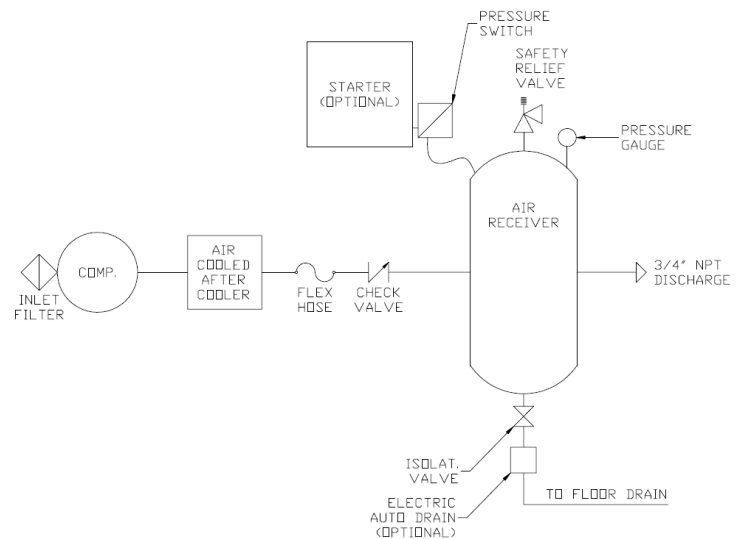 PRESSURE
SWITCH
SAFETY
RELIEF
VALVE
STARTER
(OPTIONAL)
PRESSURE
GAUGE
AIR
RECEIVER
INLET
FILTER
COMP.
AIR
COOLED
AFTER
COOLER
FLEX
HOSE
CHECK
VALVE
3/4" NPT
DISCHARGE
ISOLAT.
VALVE
ELECTRIC
AUTO DRAIN
(OPTIONAL)
TO FLOOR DRAIN